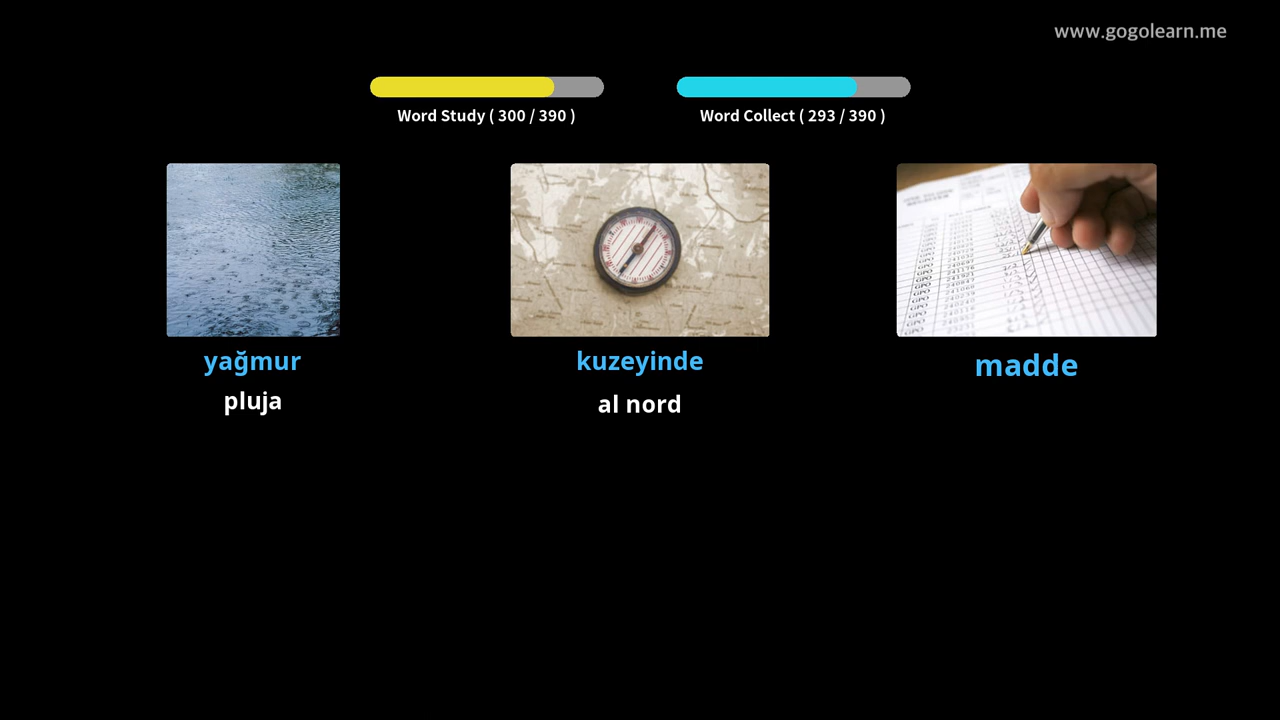 www.gogolearn.me
Word Study ( 300 / 390 )
Word Collect ( 293 / 390 )
yağmur
kuzeyinde
madde
pluja
al nord